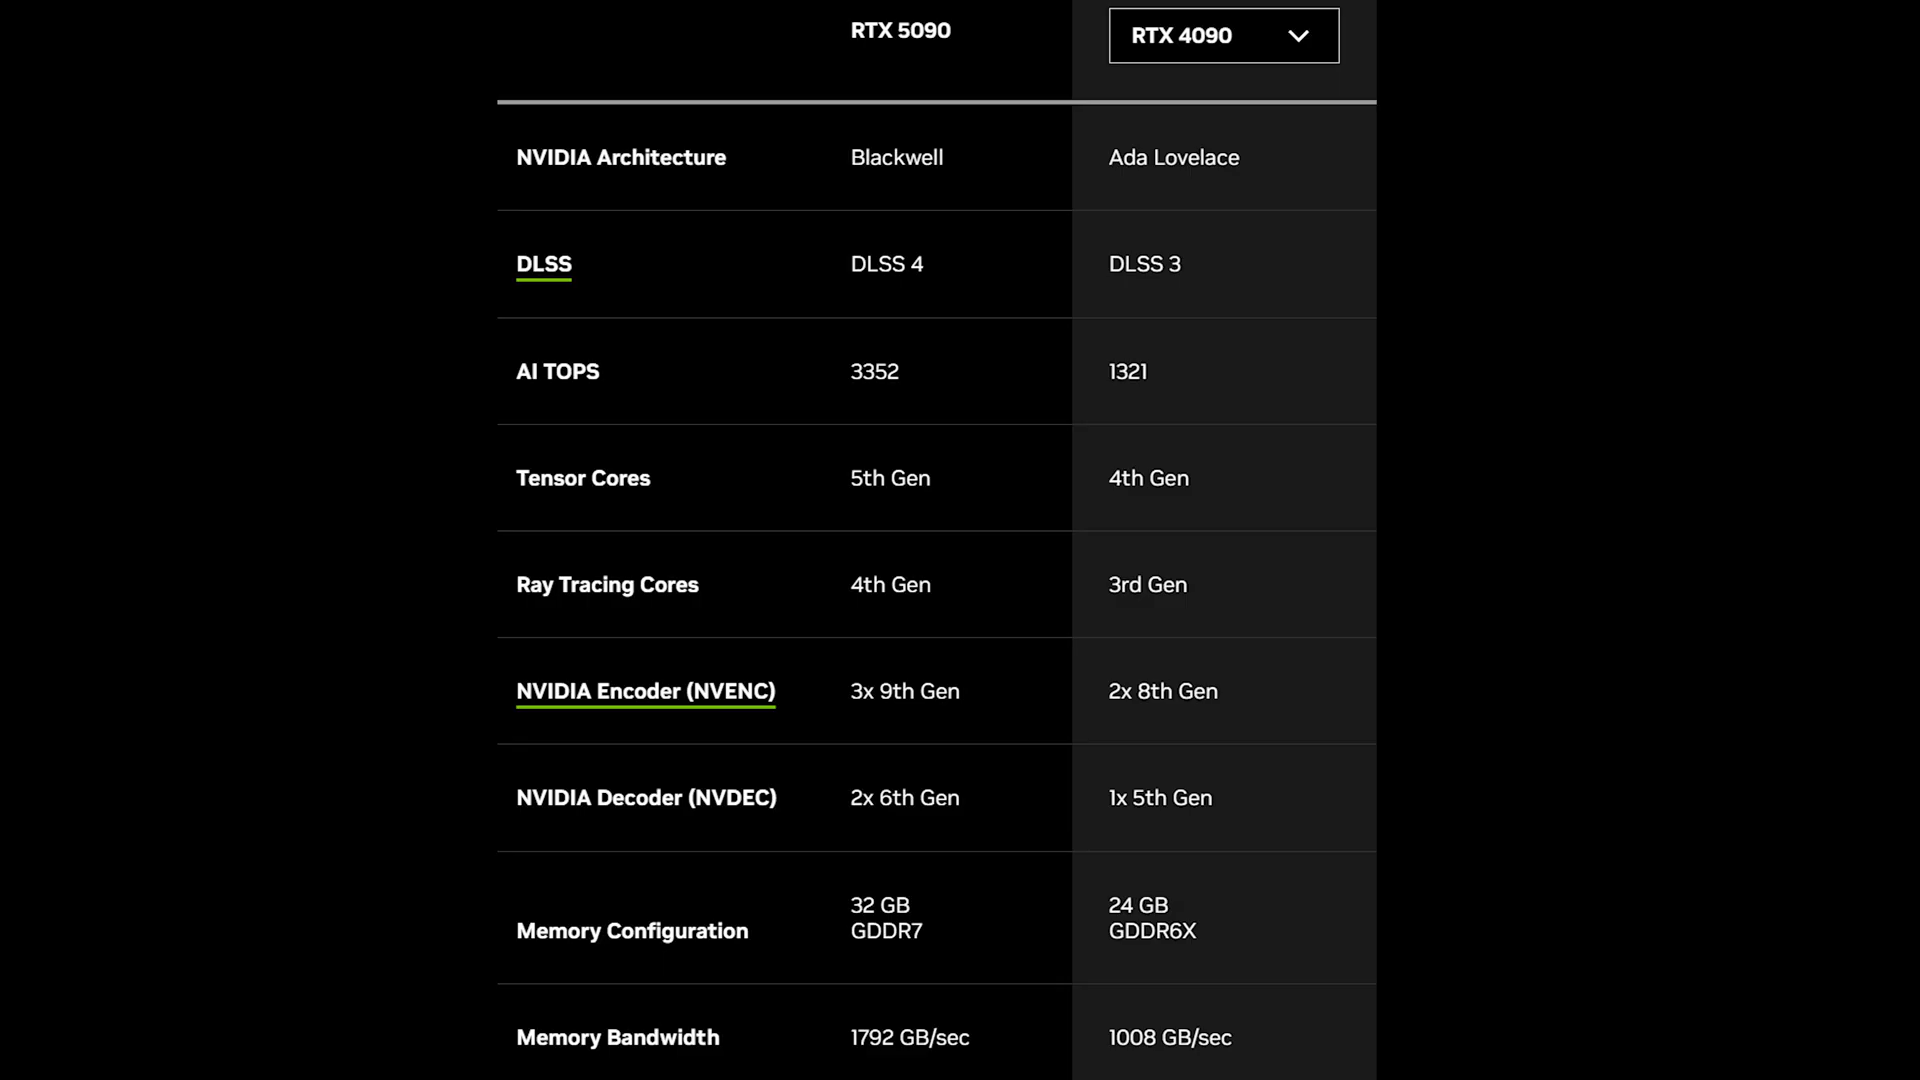 RTX 5090 RTX 4090
NVIDIA Architecture Blackwell Ada Lovelace
DLSS DLSS 4 DLSS 3
AI TOPS 3352 1321
Tensor Cores 5th Gen 4th Gen
Ray Tracing Cores 4th Gen 3rd Gen
NVIDIA Encoder (NVENC) 3x 9th Gen 2x 8th Gen
NVIDIA Decoder (NVDEC) 2x 6th Gen 1x 5th Gen
32 GB 24 GB
Memory Configuration GDDR7 GDDR6X
Memory Bandwidth 1792 GB/sec 1008 GB/sec